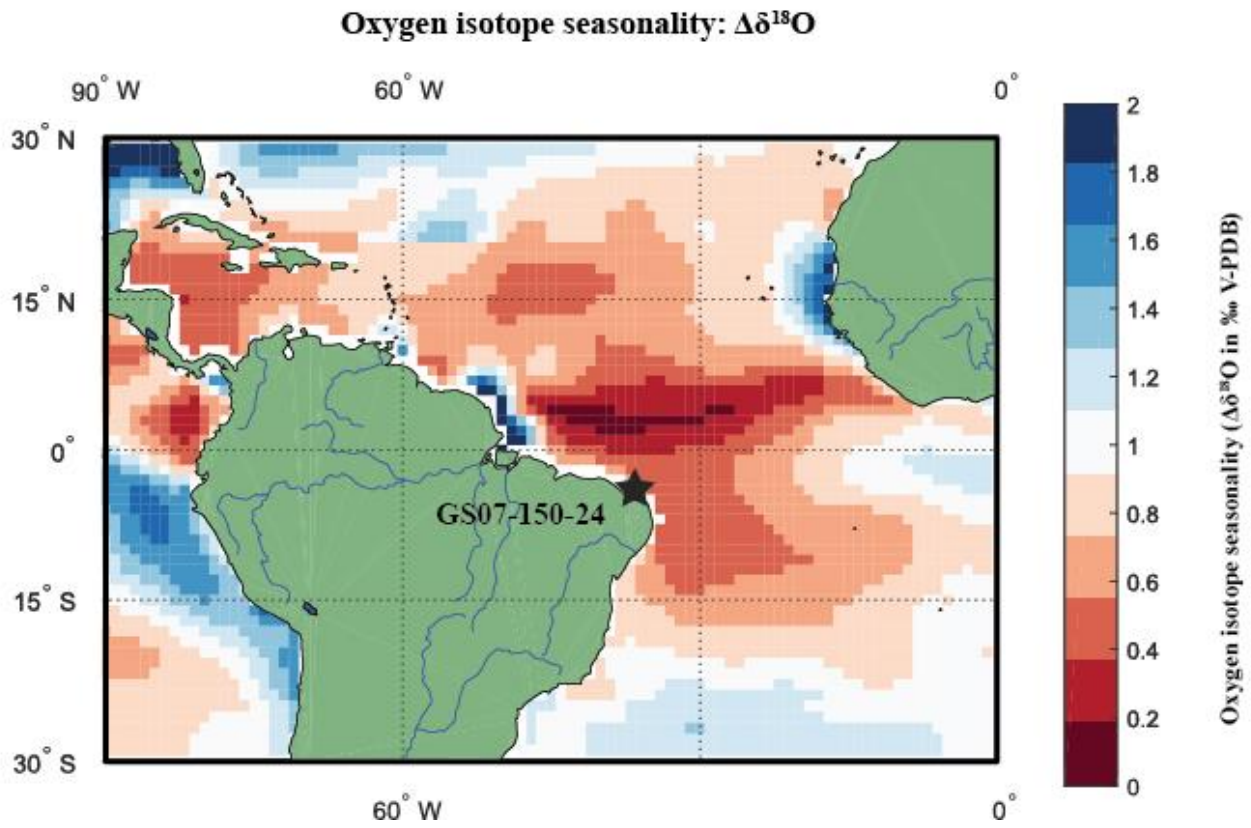 Oxygen isotope seasonality: Δδ¹⁸O
90° W 60° W 0°
30° N
15° N
0°
15° S
30° S
GS07-150-24
60° W 0°
2
1.8
1.6
1.4
1.2
1
0.8
0.6
0.4
0.2
0
Oxygen isotope seasonality (Δδ¹⁸O in ‰ V-PDB)